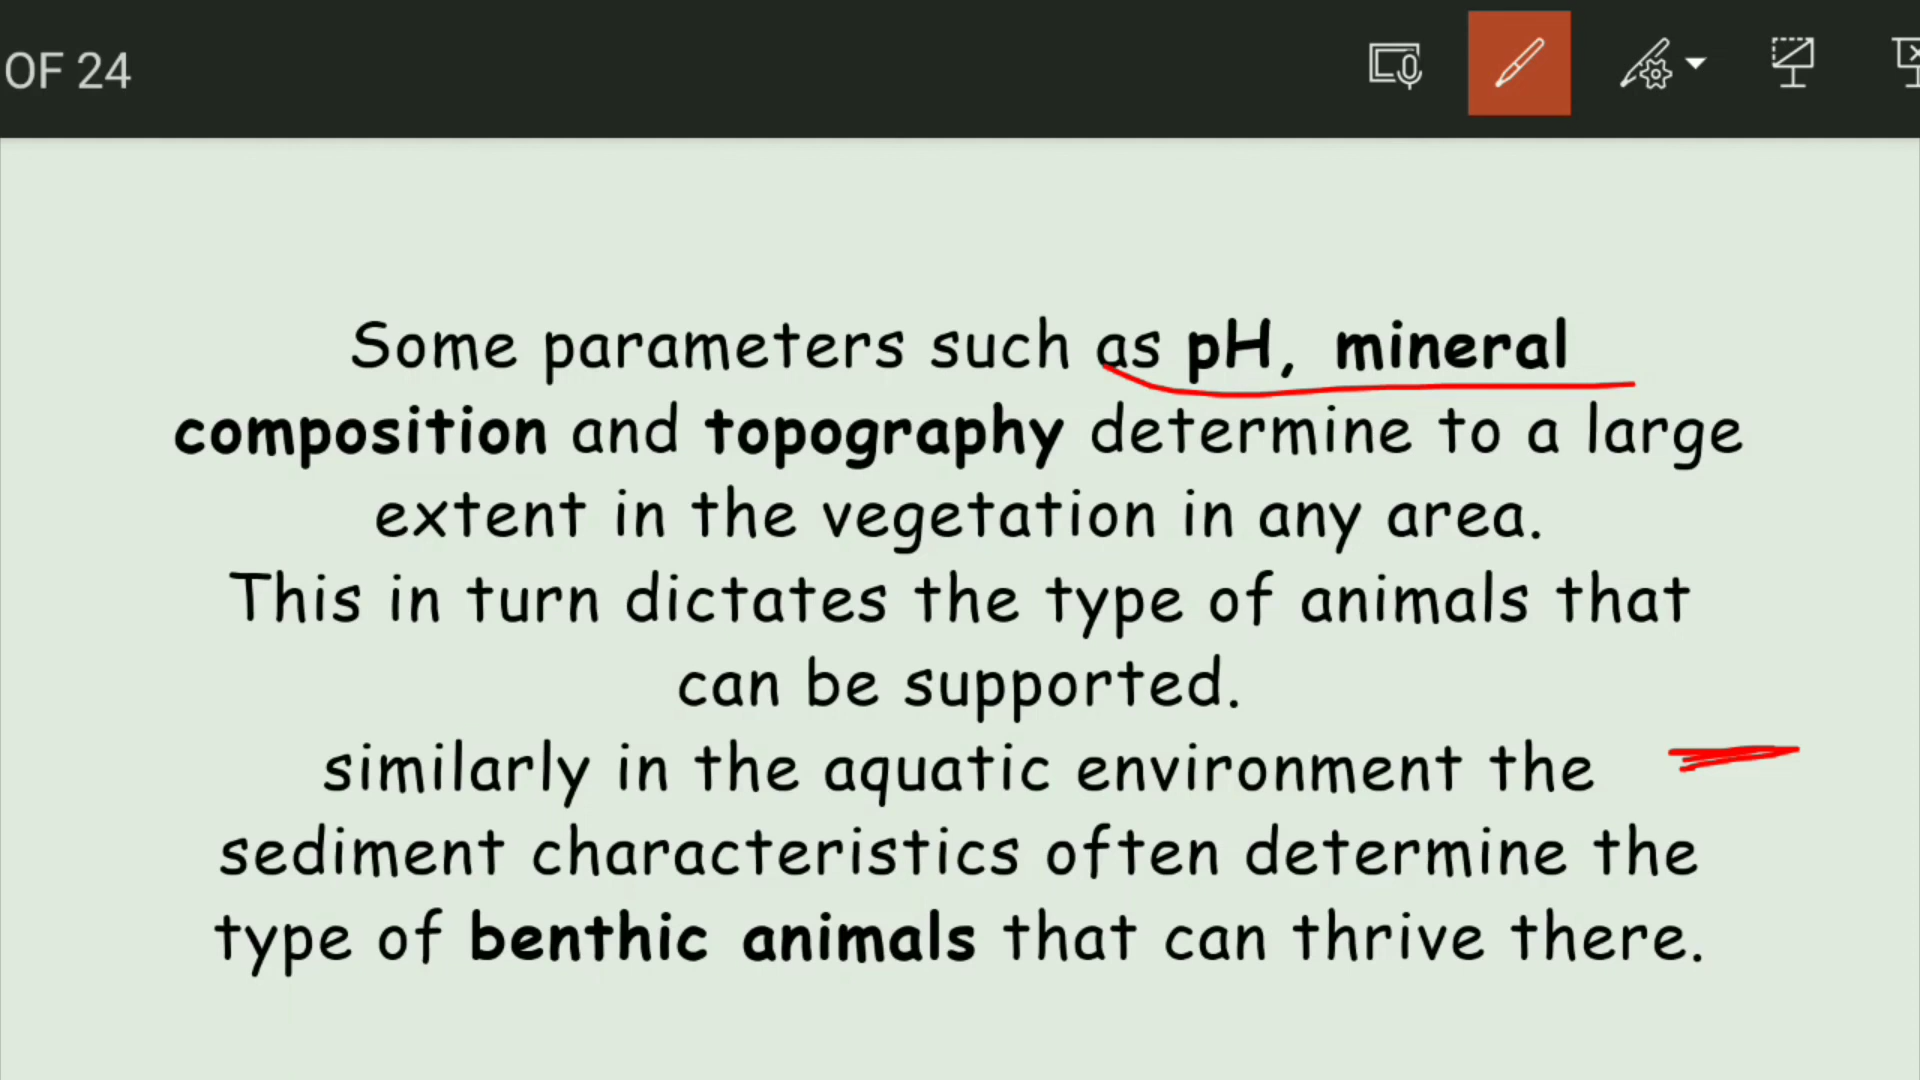 OF 24
Some parameters such as pH, mineral
composition and topography determine to a large
extent in the vegetation in any area.
This in turn dictates the type of animals that
can be supported.
similarly in the aquatic environment the
sediment characteristics often determine the
type of benthic animals that can thrive there.